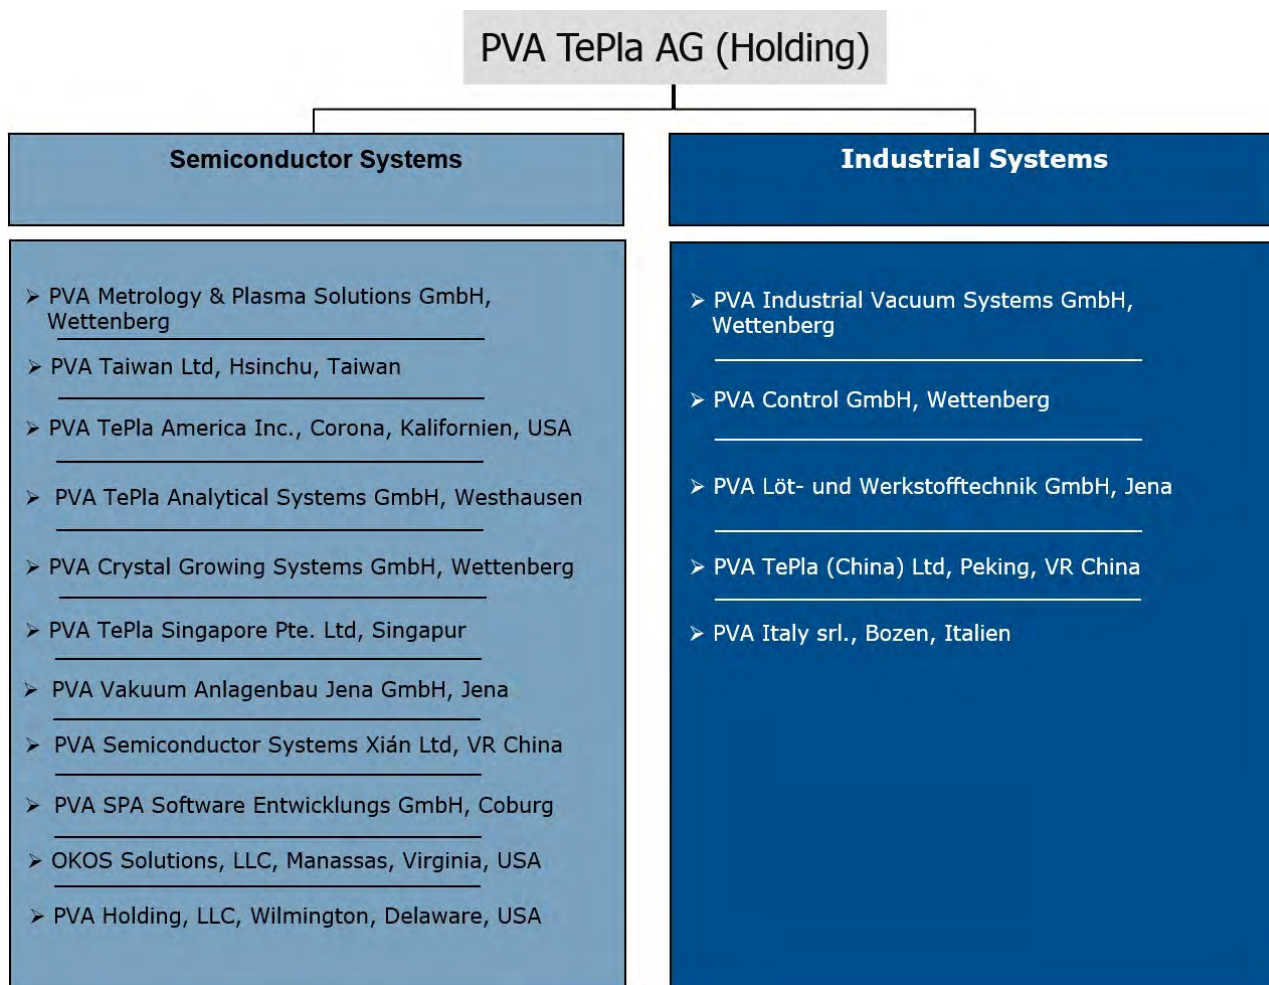 PVA TePla AG (Holding)
Semiconductor Systems
➢ PVA Metrology & Plasma Solutions GmbH,
Wettenberg
➢ PVA Taiwan Ltd, Hsinchu, Taiwan
➢ PVA TePla America Inc., Corona, Kalifornien, USA
➢ PVA TePla Analytical Systems GmbH, Westhausen
➢ PVA Crystal Growing Systems GmbH, Wettenberg
➢ PVA TePla Singapore Pte. Ltd, Singapur
➢ PVA Vakuum Anlagenbau Jena GmbH, Jena
➢ PVA Semiconductor Systems Xián Ltd, VR China
➢ PVA SPA Software Entwicklungs GmbH, Coburg
➢ OKOS Solutions, LLC, Manassas, Virginia, USA
➢ PVA Holding, LLC, Wilmington, Delaware, USA
Industrial Systems
➢ PVA Industrial Vacuum Systems GmbH,
Wettenberg
➢ PVA Control GmbH, Wettenberg
➢ PVA Löt- und Werkstofftechnik GmbH, Jena
➢ PVA TePla (China) Ltd, Peking, VR China
➢ PVA Italy srl., Bozen, Italien